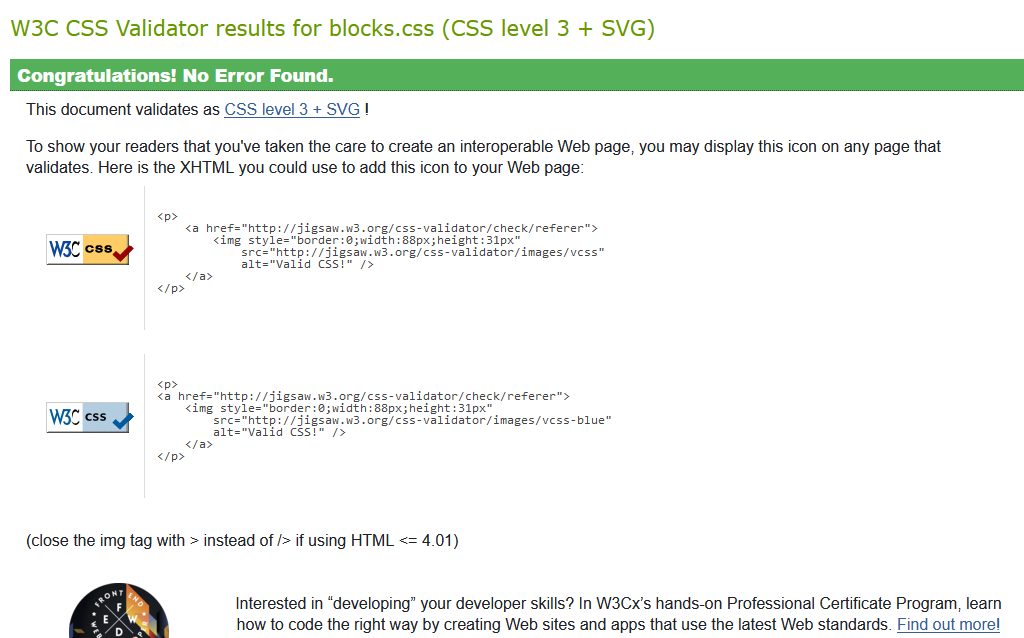 W3C CSS Validator results for blocks.css (CSS level 3 + SVG)
Congratulations! No Error Found.
This document validates as CSS level 3 + SVG !
To show your readers that you've taken the care to create an interoperable Web page, you may display this icon on any page that
validates. Here is the XHTML you could use to add this icon to your Web page:
W3C css
<p>
    <a href="http://jigsaw.w3.org/css-validator/check/referer">
        <img style="border:0;width:88px;height:31px"
            src="http://jigsaw.w3.org/css-validator/images/vcss"
            alt="Valid CSS!" />
    </a>
</p>
W3C css
<p>
<a href="http://jigsaw.w3.org/css-validator/check/referer">
    <img style="border:0;width:88px;height:31px"
        src="http://jigsaw.w3.org/css-validator/images/vcss-blue"
        alt="Valid CSS!" />
    </a>
</p>
(close the img tag with > instead of /> if using HTML <= 4.01)
FRONT END
F
E W
D
Interested in “developing” your developer skills? In W3Cx’s hands-on Professional Certificate Program, learn
how to code the right way by creating Web sites and apps that use the latest Web standards. Find out more!